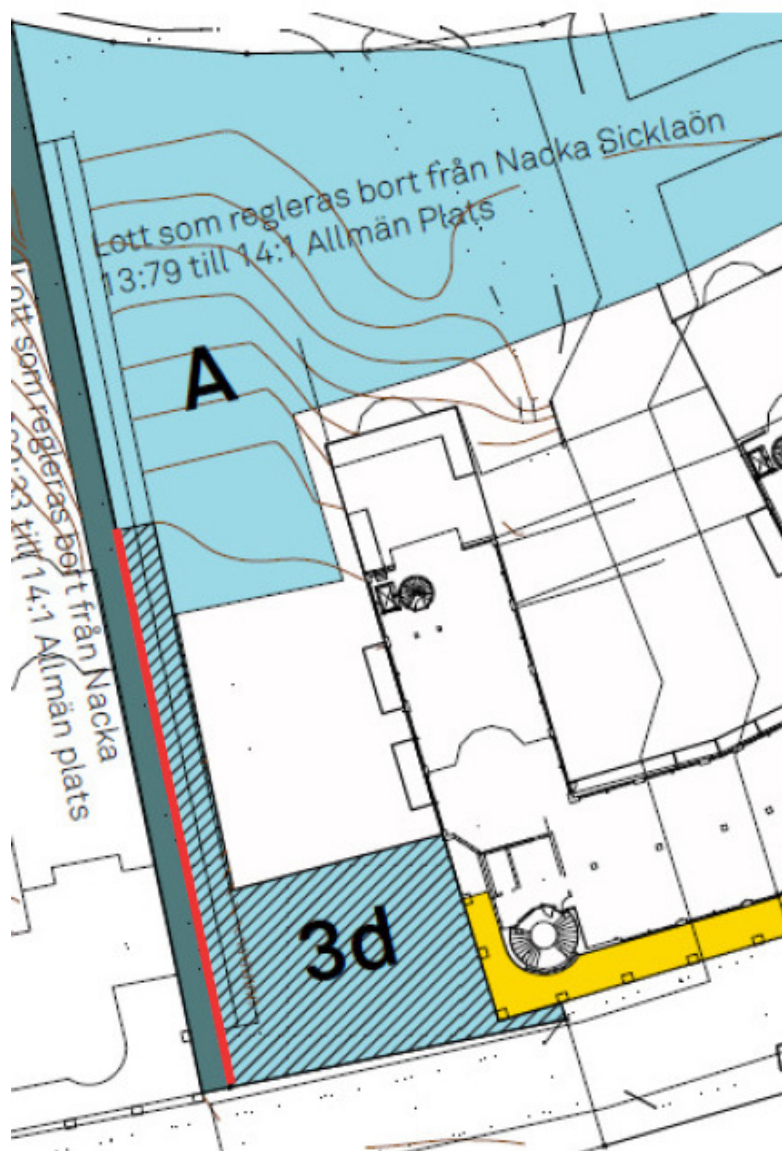 Lott som regleras bort från Nacka Sicklaön
13:79 till 14:1 Allmän Plats
A
Lott som regleras bort från Nacka
till 14:1 Allmän plats
3d